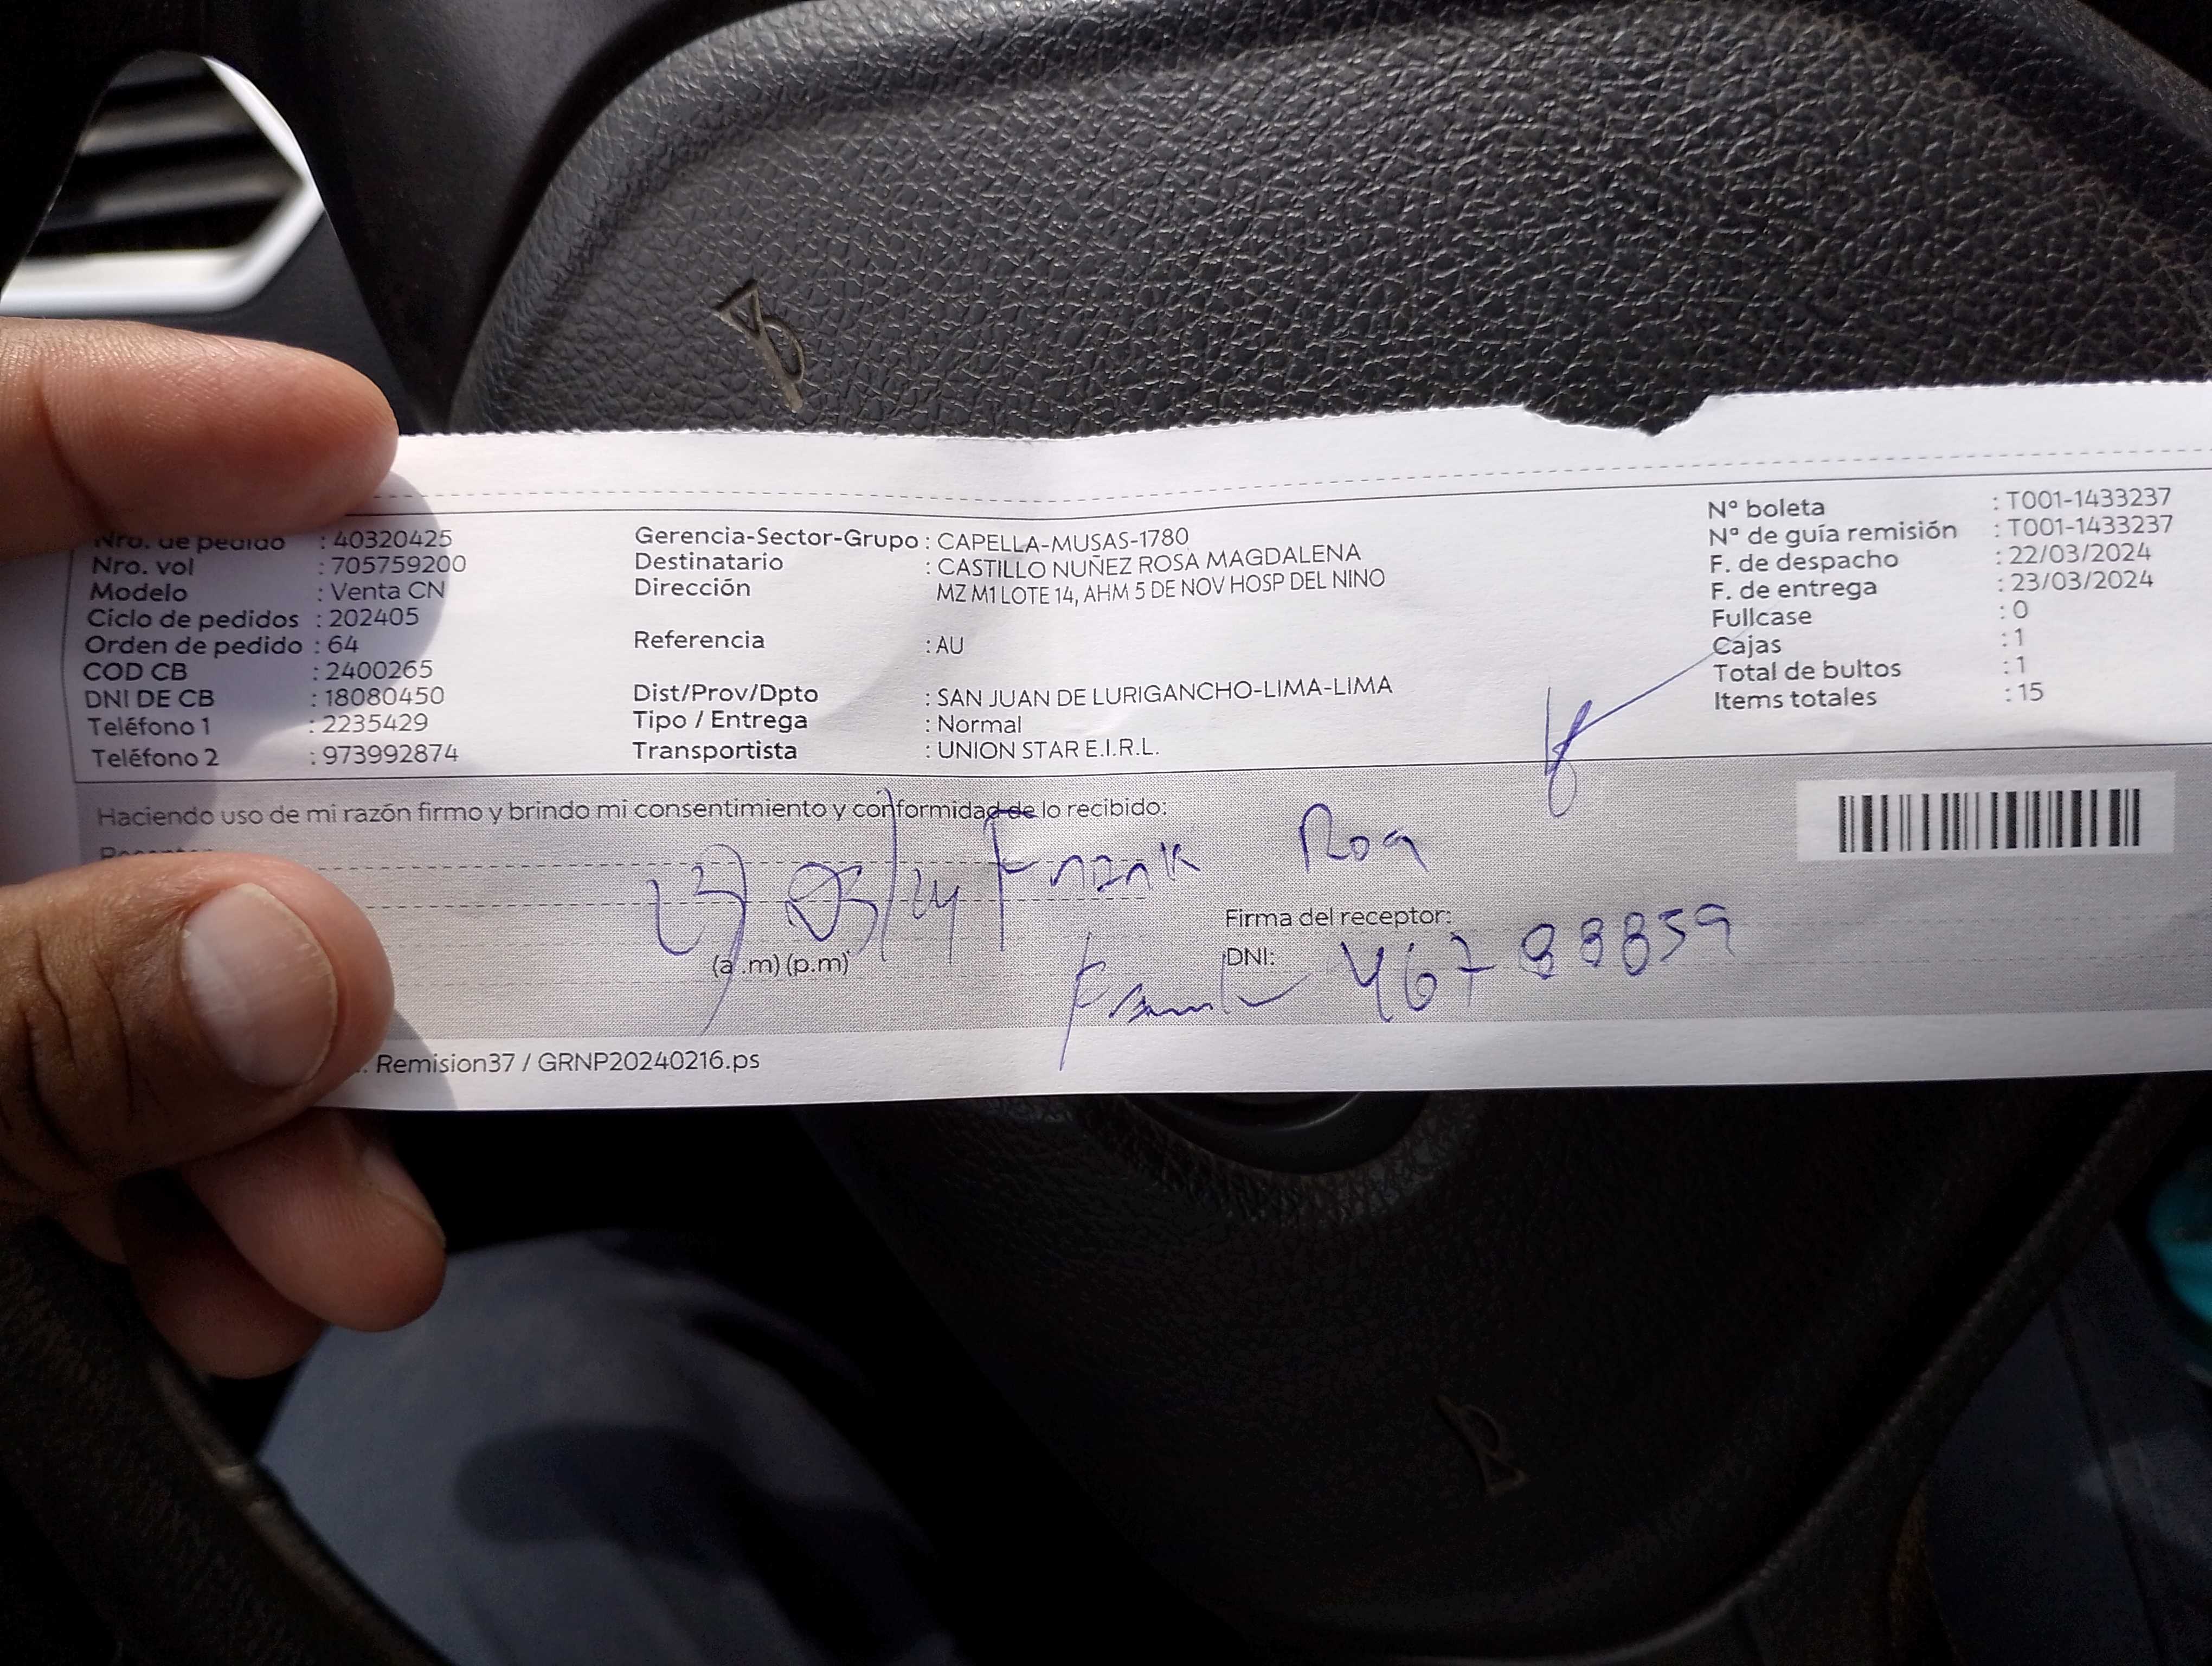 Nro. de pedido : 40320425
Nro. vol : 705759200
Modelo : Venta CN
Ciclo de pedidos : 202405
Orden de pedido : 64
COD CB : 2400265
DNI DE CB : 18080450
Teléfono 1 : 2235429
Teléfono 2 : 973992874
Gerencia-Sector-Grupo : CAPELLA-MUSAS-1780
Destinatario : CASTILLO NUÑEZ ROSA MAGDALENA
Dirección MZ M1 LOTE 14, AHM 5 DE NOV HOSP DEL NINO
Referencia : AU
Dist/Prov/Dpto : SAN JUAN DE LURIGANCHO-LIMA-LIMA
Tipo / Entrega : Normal
Transportista : UNION STAR E.I.R.L.
Nº boleta : T001-1433237
Nº de guía remisión : T001-1433237
F. de despacho : 22/03/2024
F. de entrega : 23/03/2024
Fullcase : 0
Cajas : 1
Total de bultos : 1
Items totales : 15
Haciendo uso de mi razón firmo y brindo mi consentimiento y conformidad de lo recibido:
23/03/24 Frank Roa
(a.m) (p.m)
Firma del receptor:
DNI: 46788859
Remision37 / GRNP20240216.ps